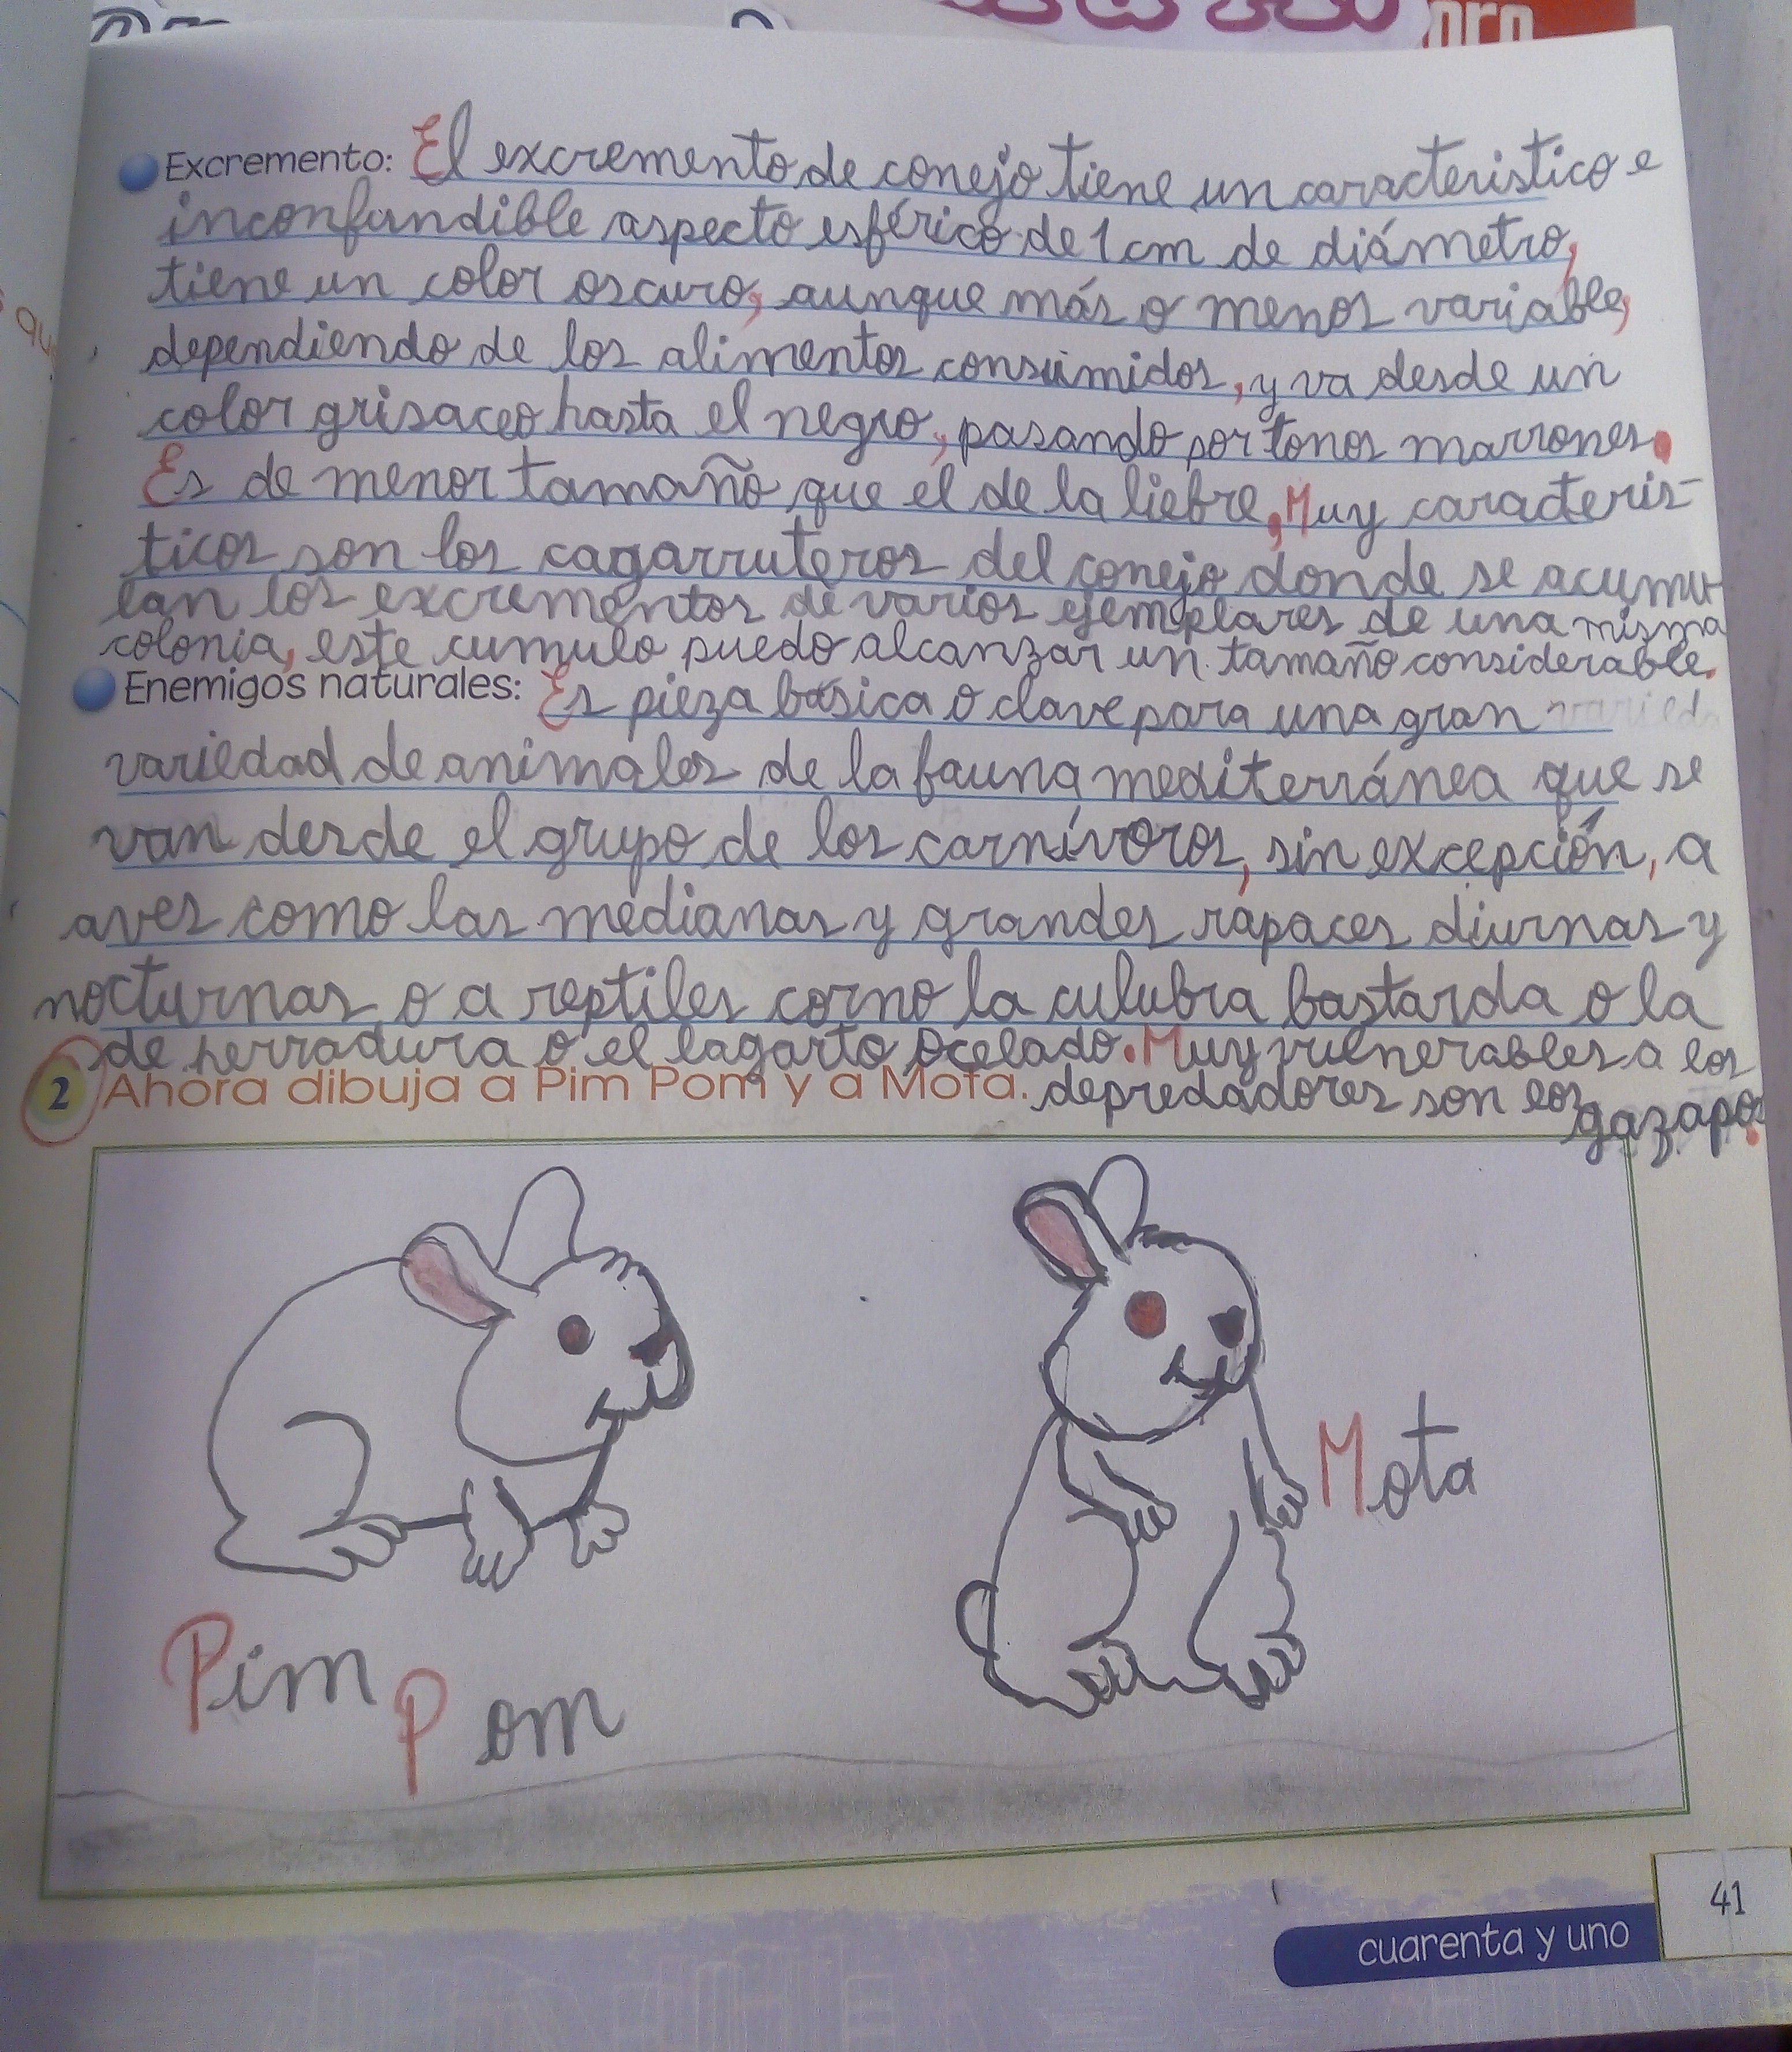 Excremento: El excremento de conejo tiene un caracteristico e
inconfundible aspecto esférico de 1 cm de diámetro,
tiene un color oscuro, aunque más o menos variable,
dependiendo de los alimentos consumidos, y va desde un
color grisaceo hasta el negro, pasando por tonos marrones.
Es de menor tamaño que el de la liebre, Muy caracteris-
ticos son los cagarruteros del conejo donde se acumu-
lan los excrementos de varios ejemplares de una misma
colonia, este cumulo puedo alcanzar un tamaño considerable.
Enemigos naturales: Es pieza básica o clave para una gran
variedad de animales de la fauna mediterránea que se
van desde el grupo de los carnívoros, sin excepción, a
aves como las medianas y grandes rapaces diurnas y
nocturnas o a reptiles como la culubra bastarda o la
de herradura o el lagarto ocelado. Muy vulnerables a los
2 Ahora dibuja a Pim Pom y a Mota. depredadores son los
gazapos.
Mota
Pim Pom
41
cuarenta y uno